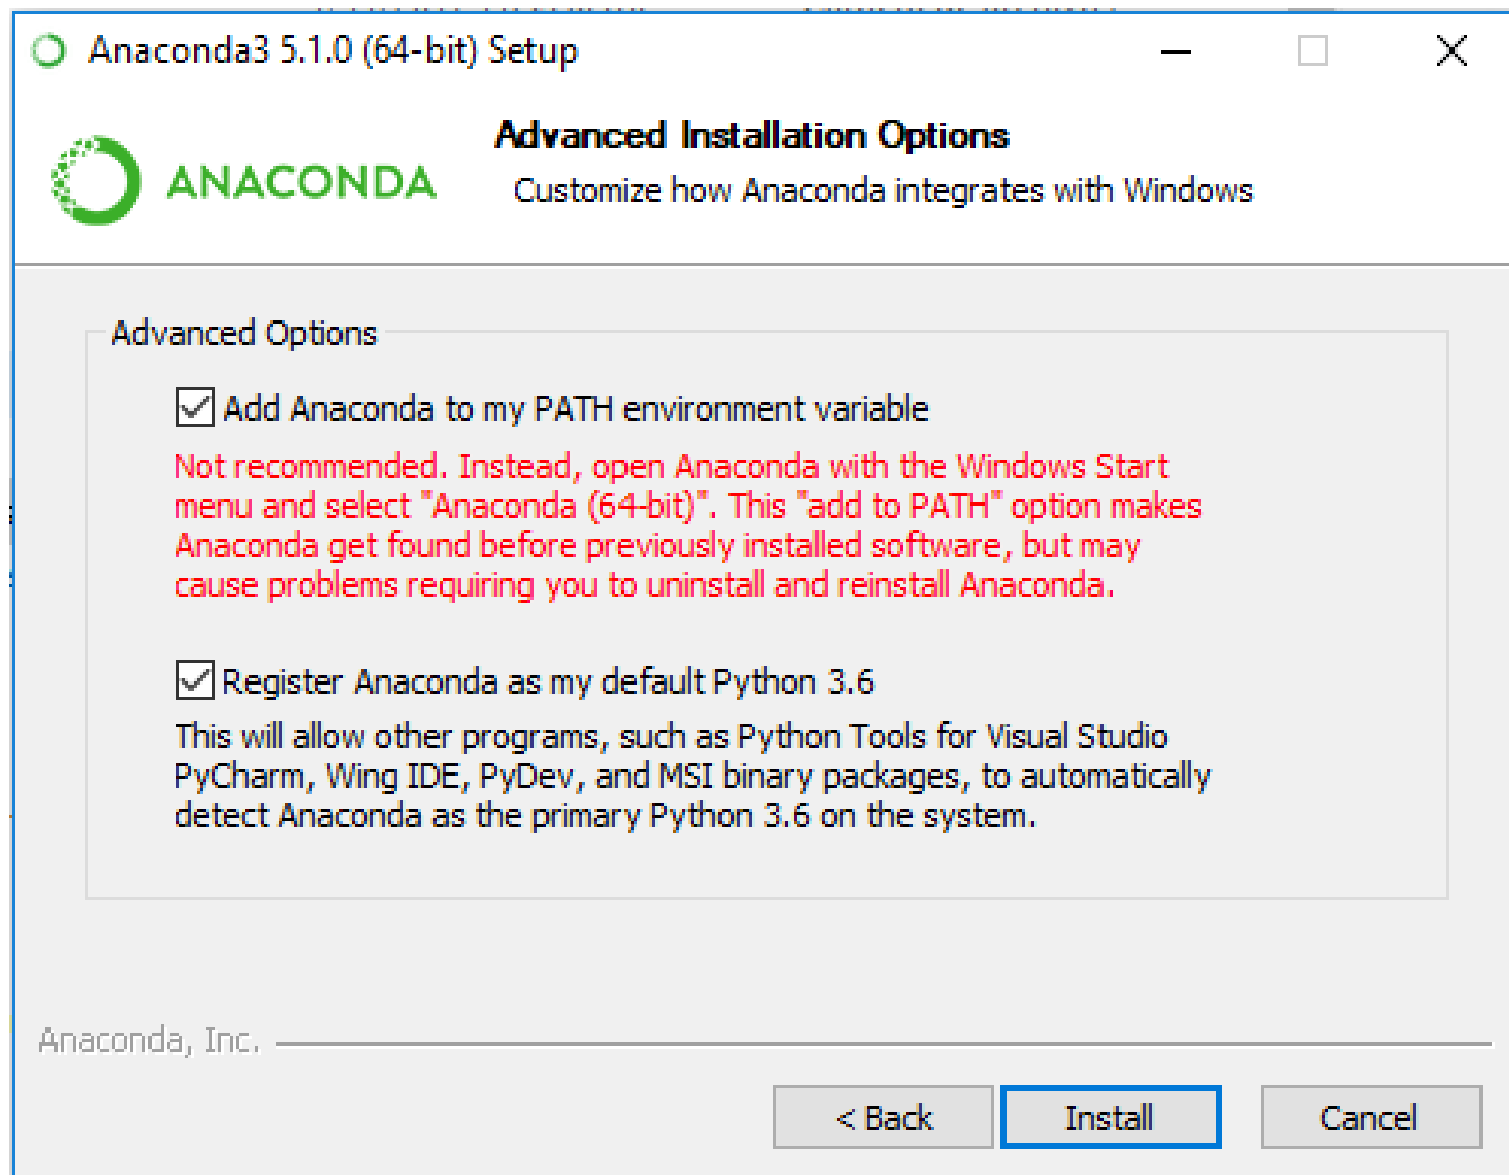 Anaconda3 5.1.0 (64-bit) Setup
ANACONDA
Advanced Installation Options
Customize how Anaconda integrates with Windows
Advanced Options
Add Anaconda to my PATH environment variable
Not recommended. Instead, open Anaconda with the Windows Start
menu and select "Anaconda (64-bit)". This "add to PATH" option makes
Anaconda get found before previously installed software, but may
cause problems requiring you to uninstall and reinstall Anaconda.
Register Anaconda as my default Python 3.6
This will allow other programs, such as Python Tools for Visual Studio
PyCharm, Wing IDE, PyDev, and MSI binary packages, to automatically
detect Anaconda as the primary Python 3.6 on the system.
Anaconda, Inc.
< Back
Install
Cancel